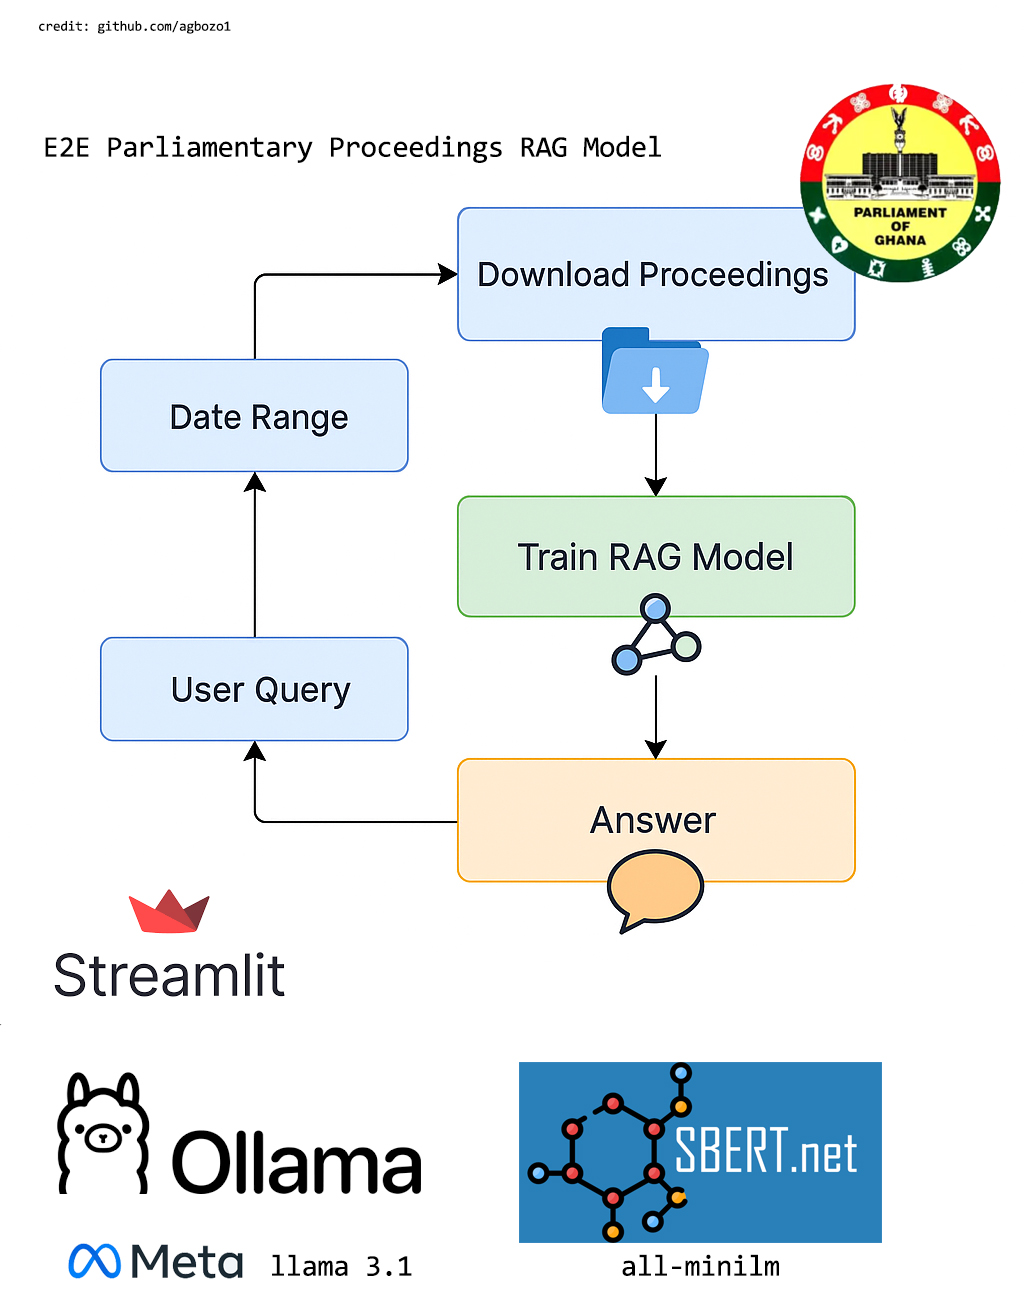 credit: github.com/agbozo1
E2E Parliamentary Proceedings RAG Model
PARLIAMENT
OF
GHANA
Download Proceedings
Date Range
Train RAG Model
User Query
Answer
Streamlit
Ollama
SBERT.net
Meta llama 3.1
all-minilm